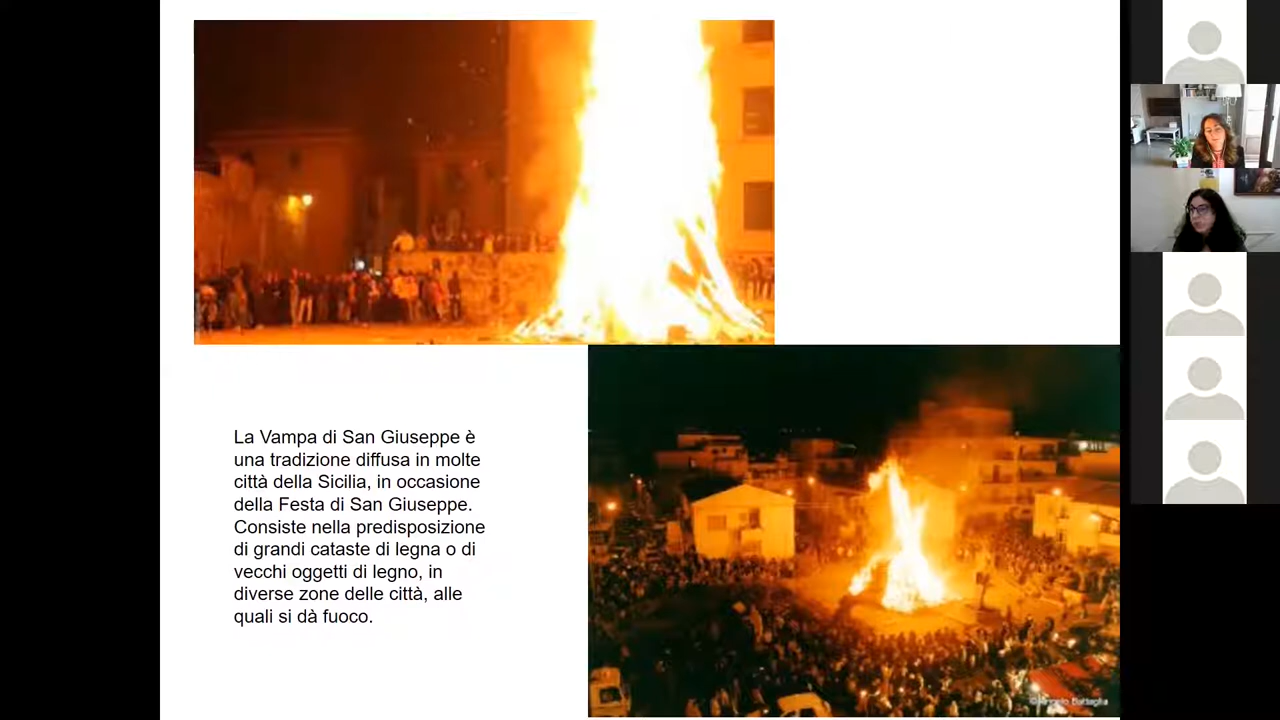 La Vampa di San Giuseppe è
una tradizione diffusa in molte
città della Sicilia, in occasione
della Festa di San Giuseppe.
Consiste nella predisposizione
di grandi cataste di legna o di
vecchi oggetti di legno, in
diverse zone delle città, alle
quali si dà fuoco.
© Angelo Battaglia